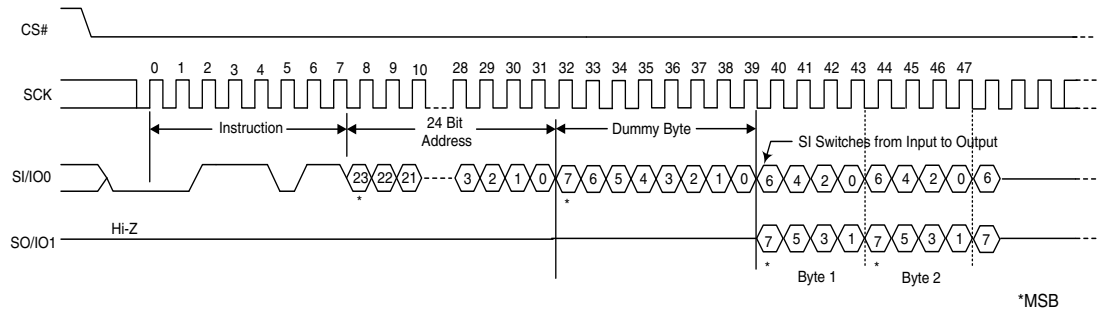 CS#
0 1 2 3 4 5 6 7 8 9 10 28 29 30 31 32 33 34 35 36 37 38 39 40 41 42 43 44 45 46 47
SCK
Instruction 24 Bit Address Dummy Byte
SI Switches from Input to Output
SI/IO0 23 22 21 3 2 1 0 7 6 5 4 3 2 1 0 6 4 2 0 6 4 2 0 6
* *
Hi-Z
SO/IO1 7 5 3 1 7 5 3 1 7
* *
Byte 1 Byte 2
*MSB